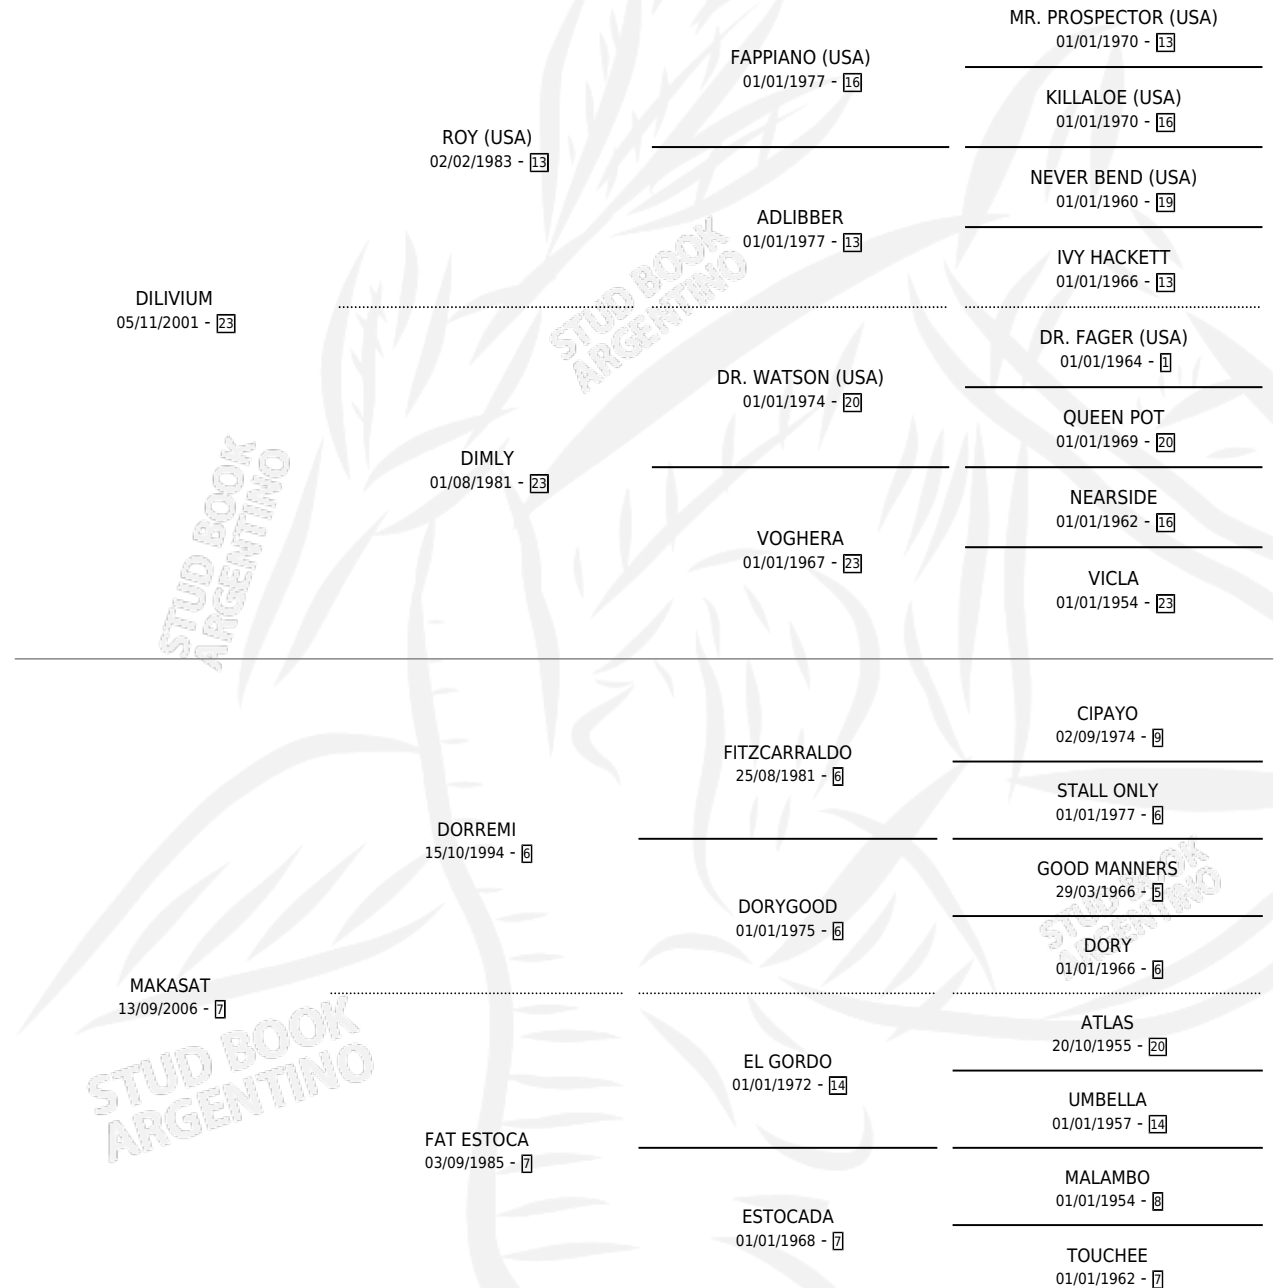 MR. PROSPECTOR (USA)
01/01/1970 - 13
FAPPIANO (USA)
01/01/1977 - 16
KILLALOE (USA)
01/01/1970 - 16
ROY (USA)
02/02/1983 - 13
NEVER BEND (USA)
01/01/1960 - 19
ADLIBBER
01/01/1977 - 13
IVY HACKETT
01/01/1966 - 13
DILIVIUM
05/11/2001 - 23
DR. FAGER (USA)
01/01/1964 - 1
DR. WATSON (USA)
01/01/1974 - 20
QUEEN POT
01/01/1969 - 20
DIMLY
01/08/1981 - 23
NEARSIDE
01/01/1962 - 16
VOGHERA
01/01/1967 - 23
VICLA
01/01/1954 - 23
STUD BOOK
ARGENTINO
STUD BOOK
ARGENTINO
CIPAYO
02/09/1974 - 9
FITZCARRALDO
25/08/1981 - 6
STALL ONLY
01/01/1977 - 6
DORREMI
15/10/1994 - 6
GOOD MANNERS
29/03/1966 - 5
DORYGOOD
01/01/1975 - 6
DORY
01/01/1966 - 6
MAKASAT
13/09/2006 - 7
ATLAS
20/10/1955 - 20
EL GORDO
01/01/1972 - 14
UMBELLA
01/01/1957 - 14
FAT ESTOCA
03/09/1985 - 7
MALAMBO
01/01/1954 - 8
ESTOCADA
01/01/1968 - 7
TOUCHEE
01/01/1962 - 7
STUD BOOK
ARGENTINO
STUD BOOK
ARGENTINO